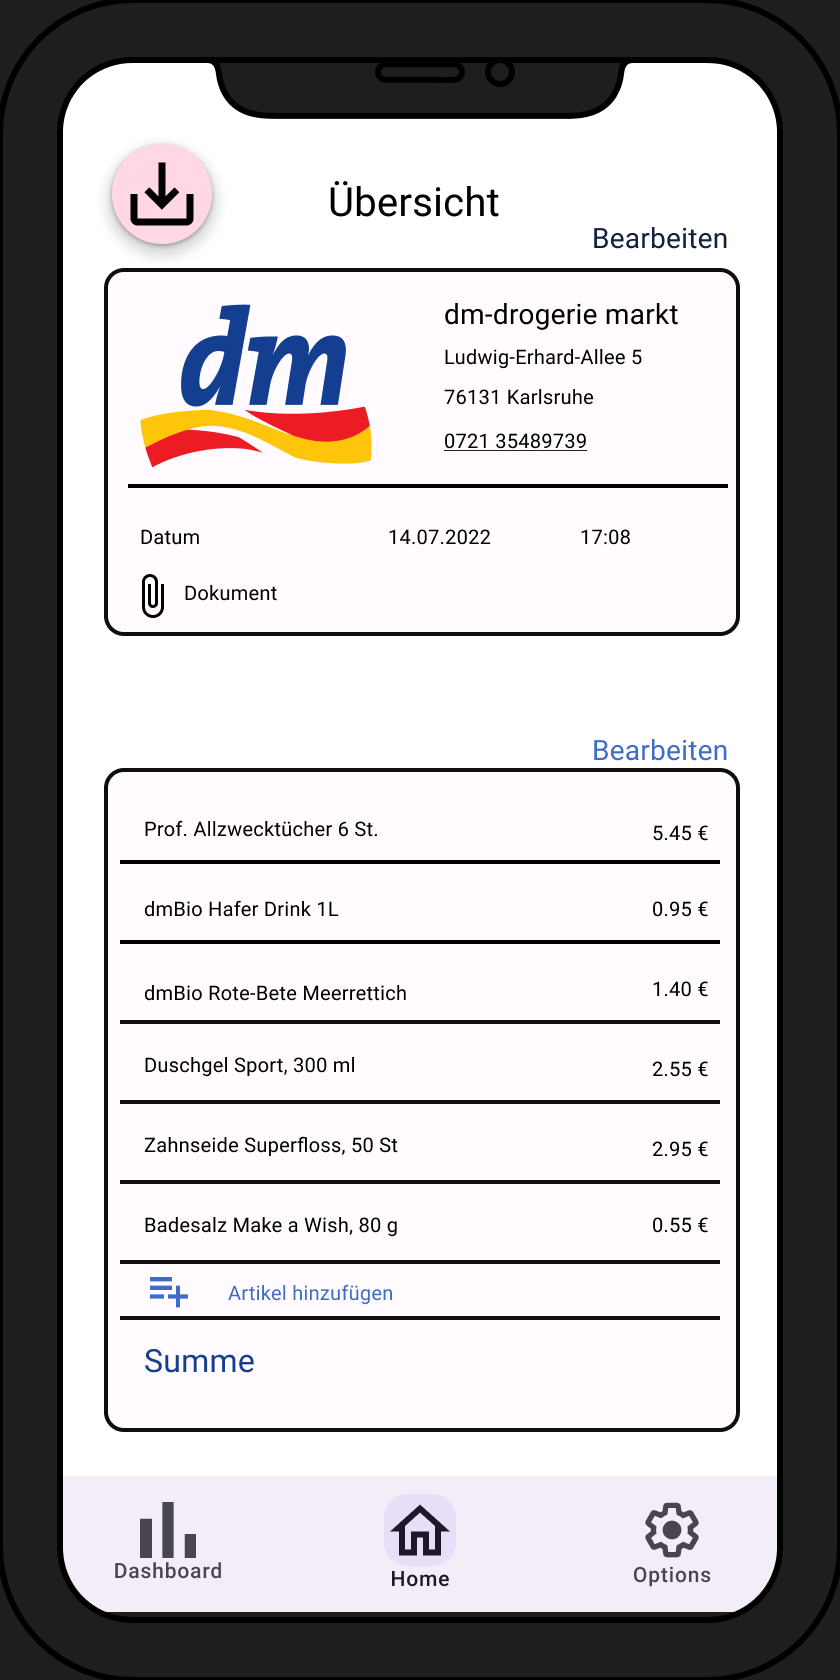 Übersicht
Bearbeiten
dm
dm-drogerie markt
Ludwig-Erhard-Allee 5
76131 Karlsruhe
0721 35489739
Datum 14.07.2022 17:08
Dokument
Bearbeiten
Prof. Allzwecktücher 6 St. 5.45 €
dmBio Hafer Drink 1L 0.95 €
dmBio Rote-Bete Meerrettich 1.40 €
Duschgel Sport, 300 ml 2.55 €
Zahnseide Superfloss, 50 St 2.95 €
Badesalz Make a Wish, 80 g 0.55 €
Artikel hinzufügen
Summe
Dashboard Home Options